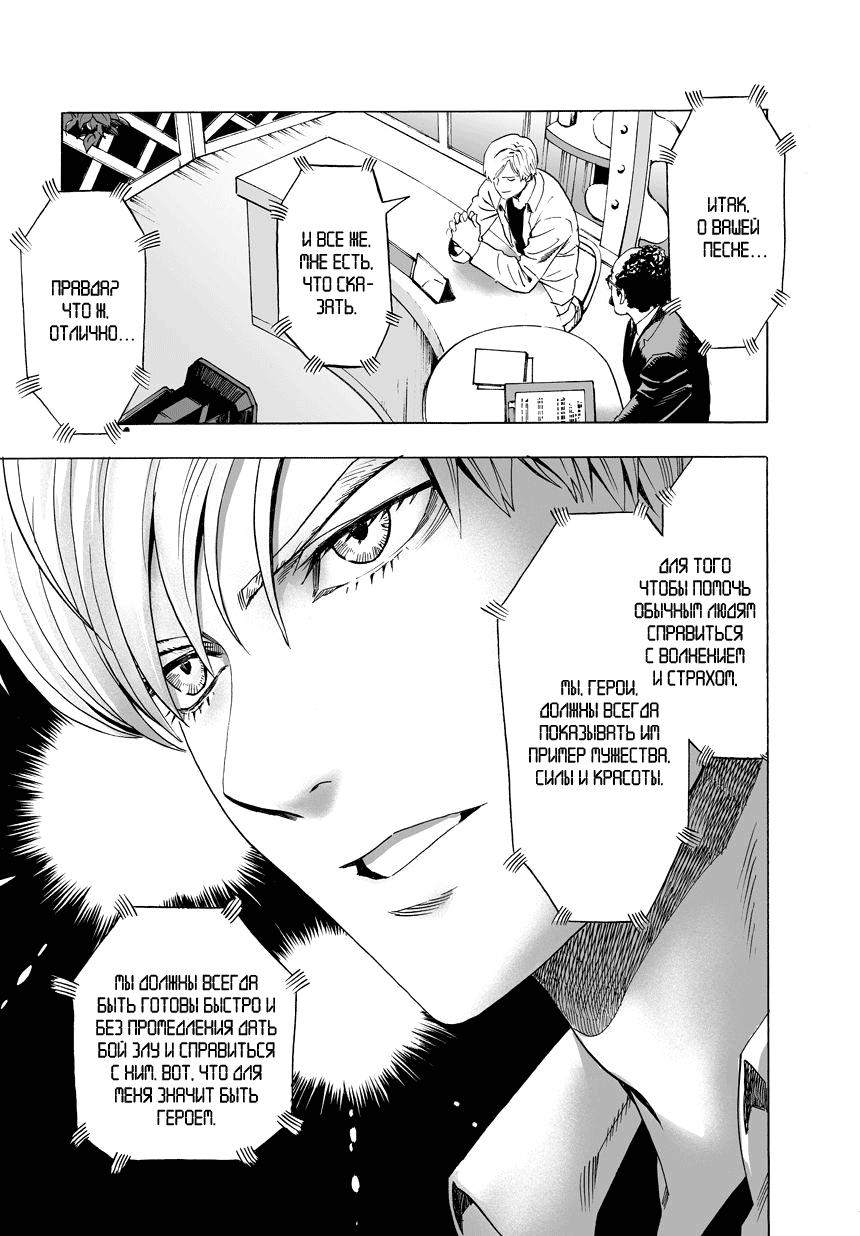 ИТАК,
О ВАШЕЙ
ПЕСНЕ...
И ВСЕ ЖЕ,
МНЕ ЕСТЬ,
ЧТО СКА-
ЗАТЬ.
ПРАВДА?
ЧТО Ж,
ОТЛИЧНО...
ДЛЯ ТОГО
ЧТОБЫ ПОМОЧЬ
ОБЫЧНЫМ ЛЮДЯМ
СПРАВИТЬСЯ
С ВОЛНЕНИЕМ
И СТРАХОМ,
МЫ, ГЕРОИ,
ДОЛЖНЫ ВСЕГДА
ПОКАЗЫВАТЬ ИМ
ПРИМЕР МУЖЕСТВА,
СИЛЫ И КРАСОТЫ.
МЫ ДОЛЖНЫ ВСЕГДА
БЫТЬ ГОТОВЫ БЫСТРО И
БЕЗ ПРОМЕДЛЕНИЯ ДАТЬ
БОЙ ЗЛУ И СПРАВИТЬСЯ
С НИМ. ВОТ, ЧТО ДЛЯ
МЕНЯ ЗНАЧИТ БЫТЬ
ГЕРОЕМ.